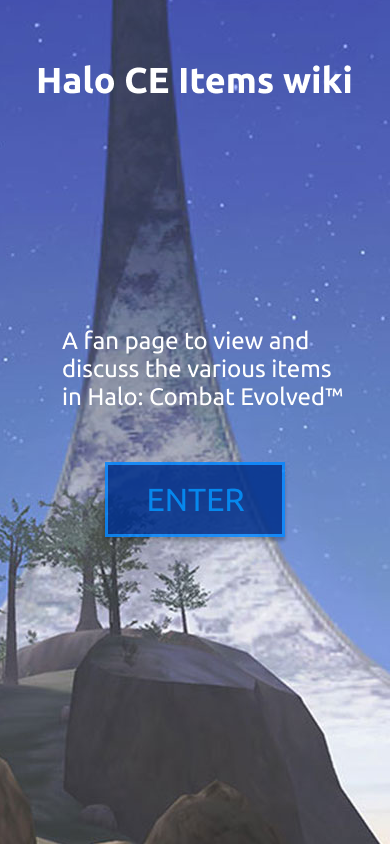 Halo CE Items wiki
A fan page to view and
discuss the various items
in Halo: Combat Evolved™
ENTER